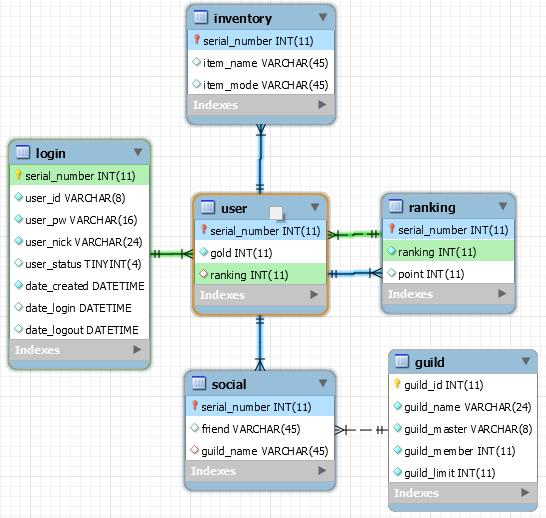 inventory
serial_number INT(11)
item_name VARCHAR(45)
item_mode VARCHAR(45)
Indexes
login
serial_number INT(11)
user_id VARCHAR(8)
user_pw VARCHAR(16)
user_nick VARCHAR(24)
user_status TINYINT(4)
date_created DATETIME
date_login DATETIME
date_logout DATETIME
Indexes
user
serial_number INT(11)
gold INT(11)
ranking INT(11)
Indexes
ranking
serial_number INT(11)
ranking INT(11)
point INT(11)
Indexes
social
serial_number INT(11)
friend VARCHAR(45)
guild_name VARCHAR(45)
Indexes
guild
guild_id INT(11)
guild_name VARCHAR(24)
guild_master VARCHAR(8)
guild_member INT(11)
guild_limit INT(11)
Indexes